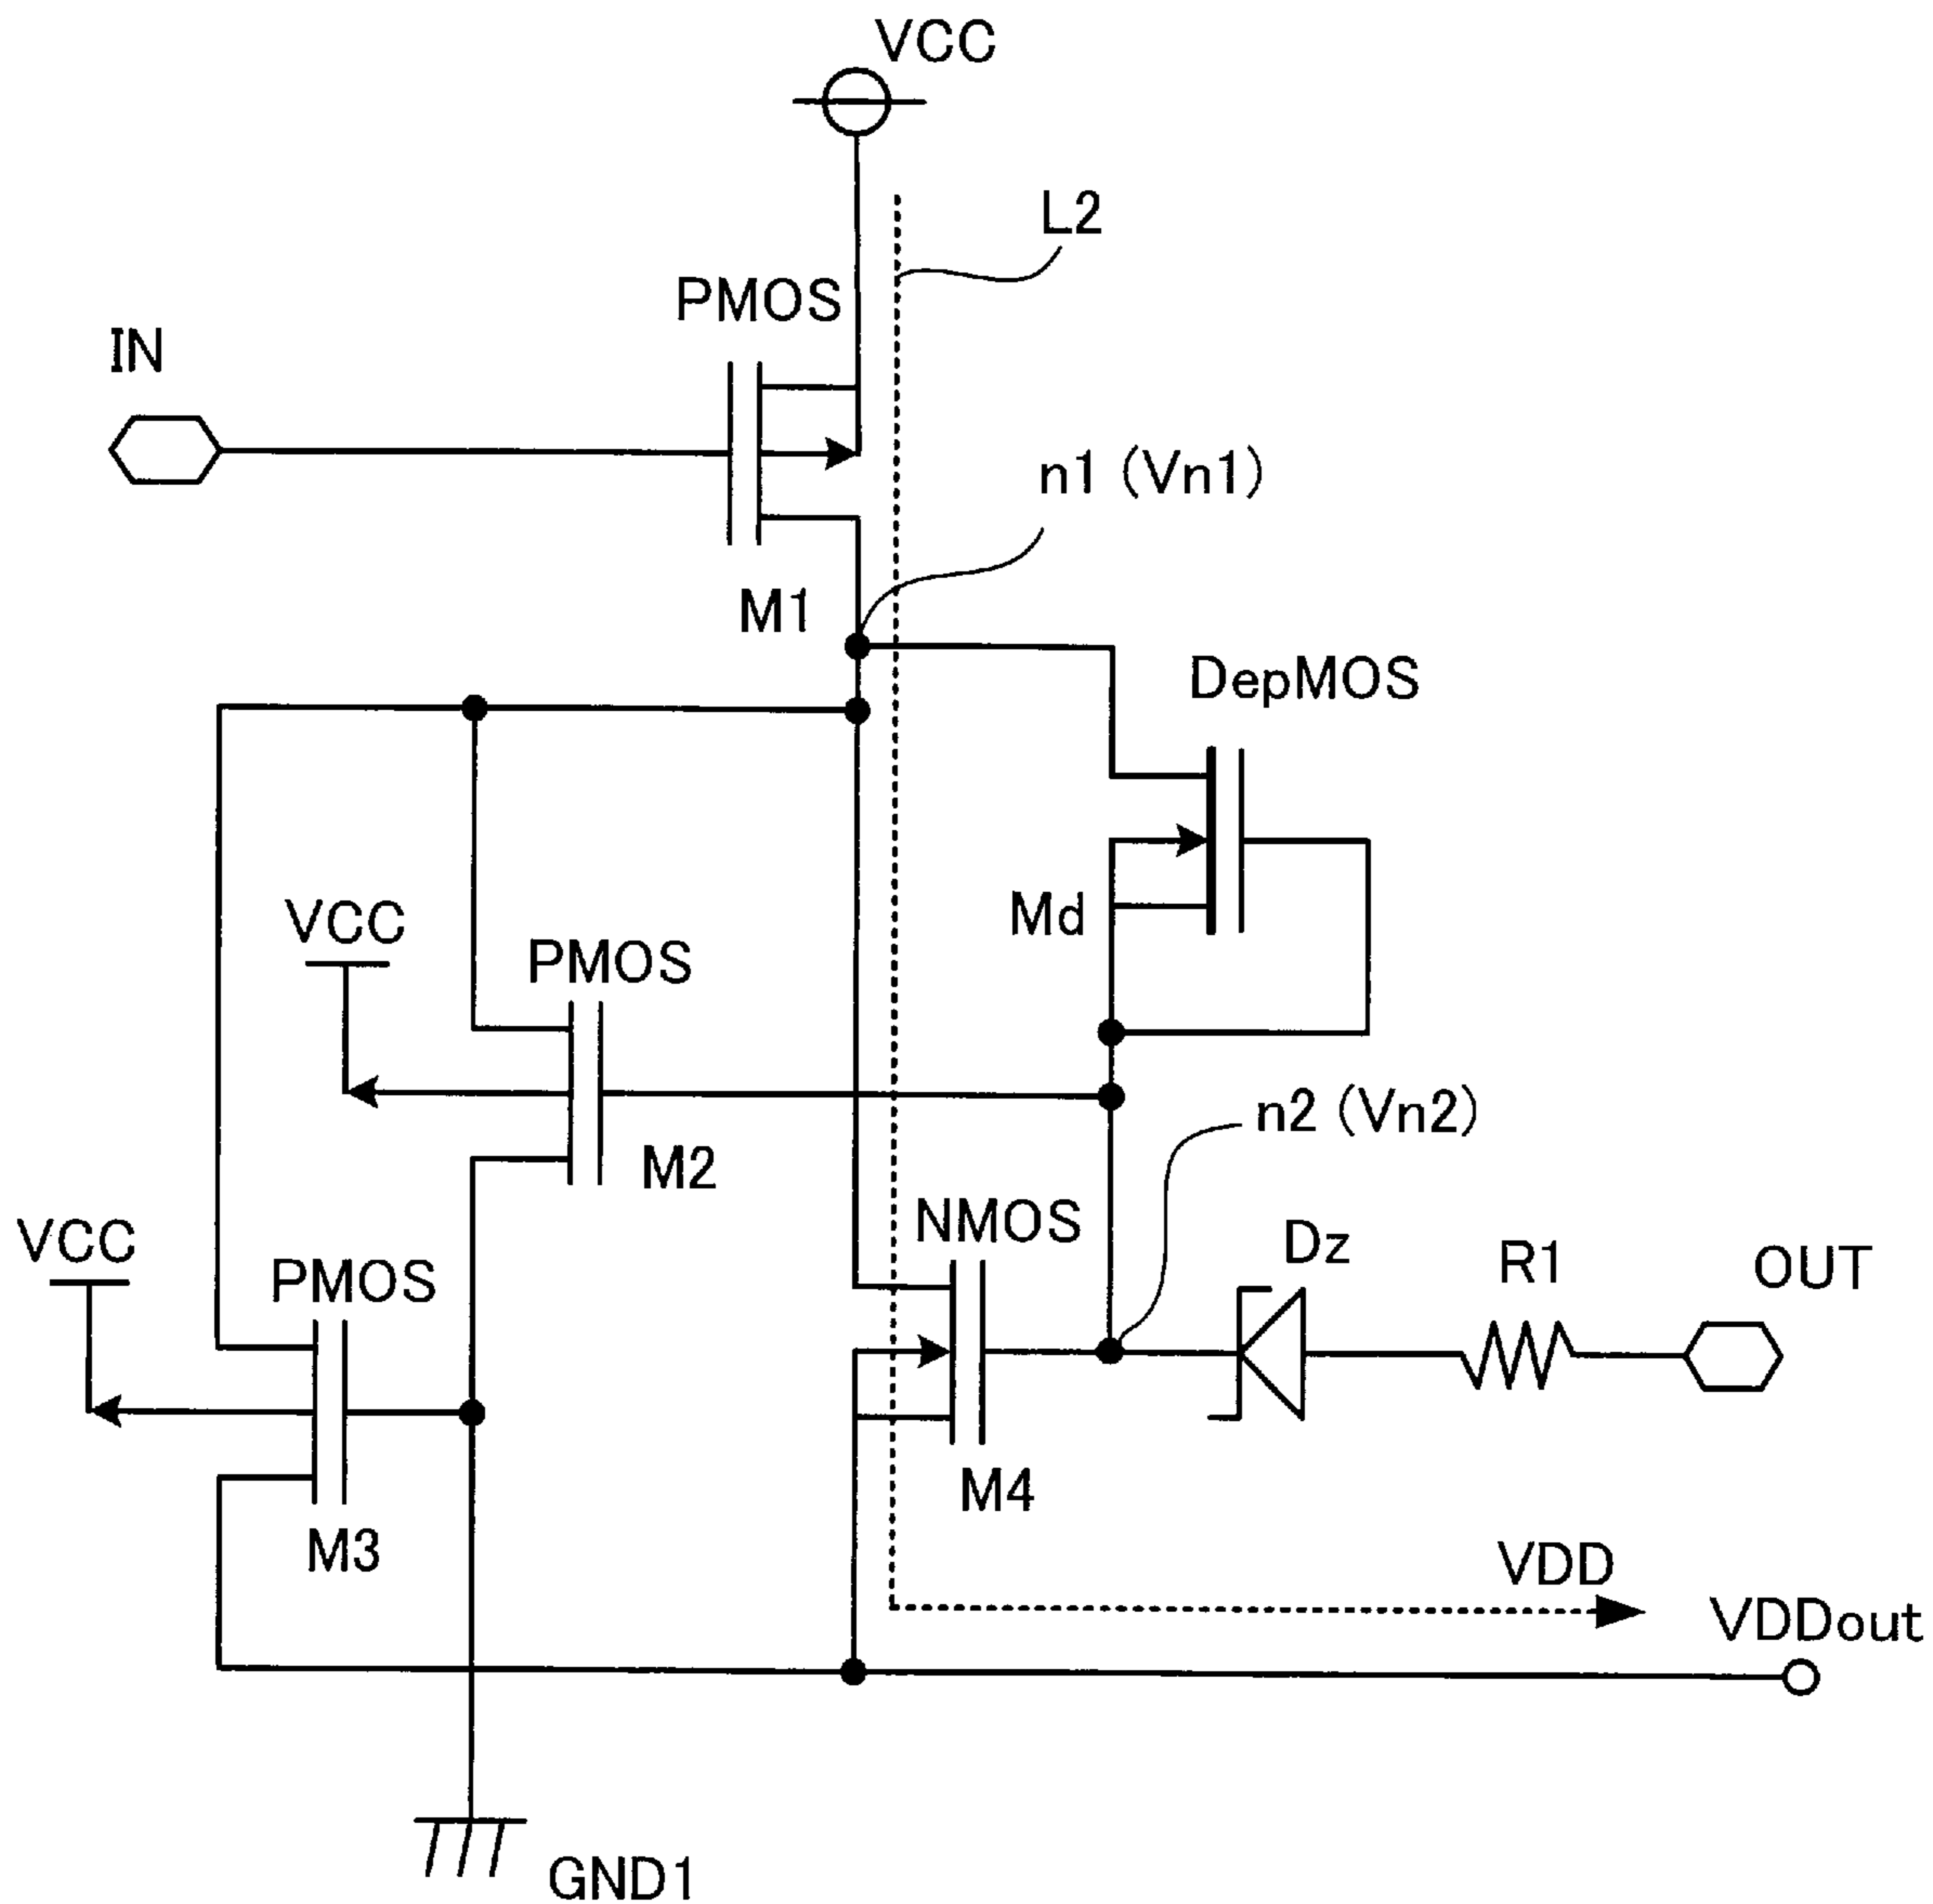 VCC
L2
PMOS
IN
n1 (Vn1)
M1
DepMOS
Md
VCC
PMOS
n2 (Vn2)
M2
NMOS
VCC
PMOS
Dz
R1
OUT
M4
M3
VDD
VDDout
GND1